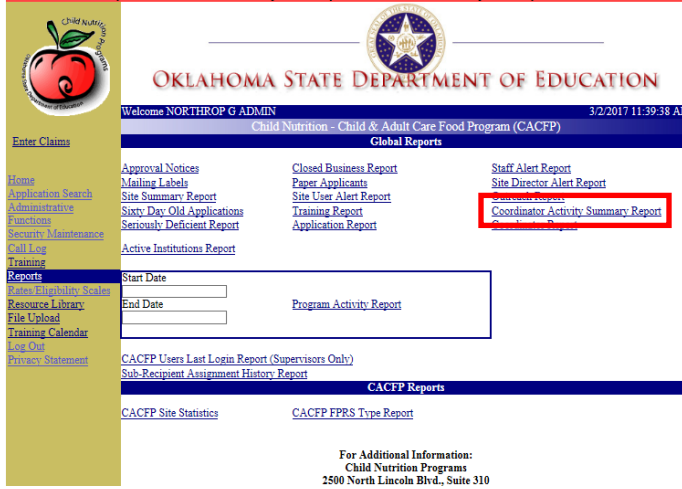 Child Nutrition Programs
Department of Education
OKLAHOMA STATE DEPARTMENT OF EDUCATION
Welcome NORTHROP G ADMIN 3/2/2017 11:39:38 A
Child Nutrition - Child & Adult Care Food Program (CACFP)
Enter Claims
Global Reports
Home
Application Search
Administrative
Functions
Security Maintenance
Call Log
Training
Reports
Rates/Eligibility Scales
Resource Library
File Upload
Training Calendar
Log Out
Privacy Statement
Approval Notices Closed Business Report Staff Alert Report
Mailing Labels Paper Applicants Site Director Alert Report
Site Summary Report Site User Alert Report Outreach Report
Sixty Day Old Applications Training Report Coordinator Activity Summary Report
Seriously Deficient Report Application Report Coordinator Report
Active Institutions Report
Start Date
End Date Program Activity Report
CACFP Users Last Login Report (Supervisors Only)
Sub-Recipient Assignment History Report
CACFP Reports
CACFP Site Statistics CACFP FPRS Type Report
For Additional Information:
Child Nutrition Programs
2500 North Lincoln Blvd., Suite 310